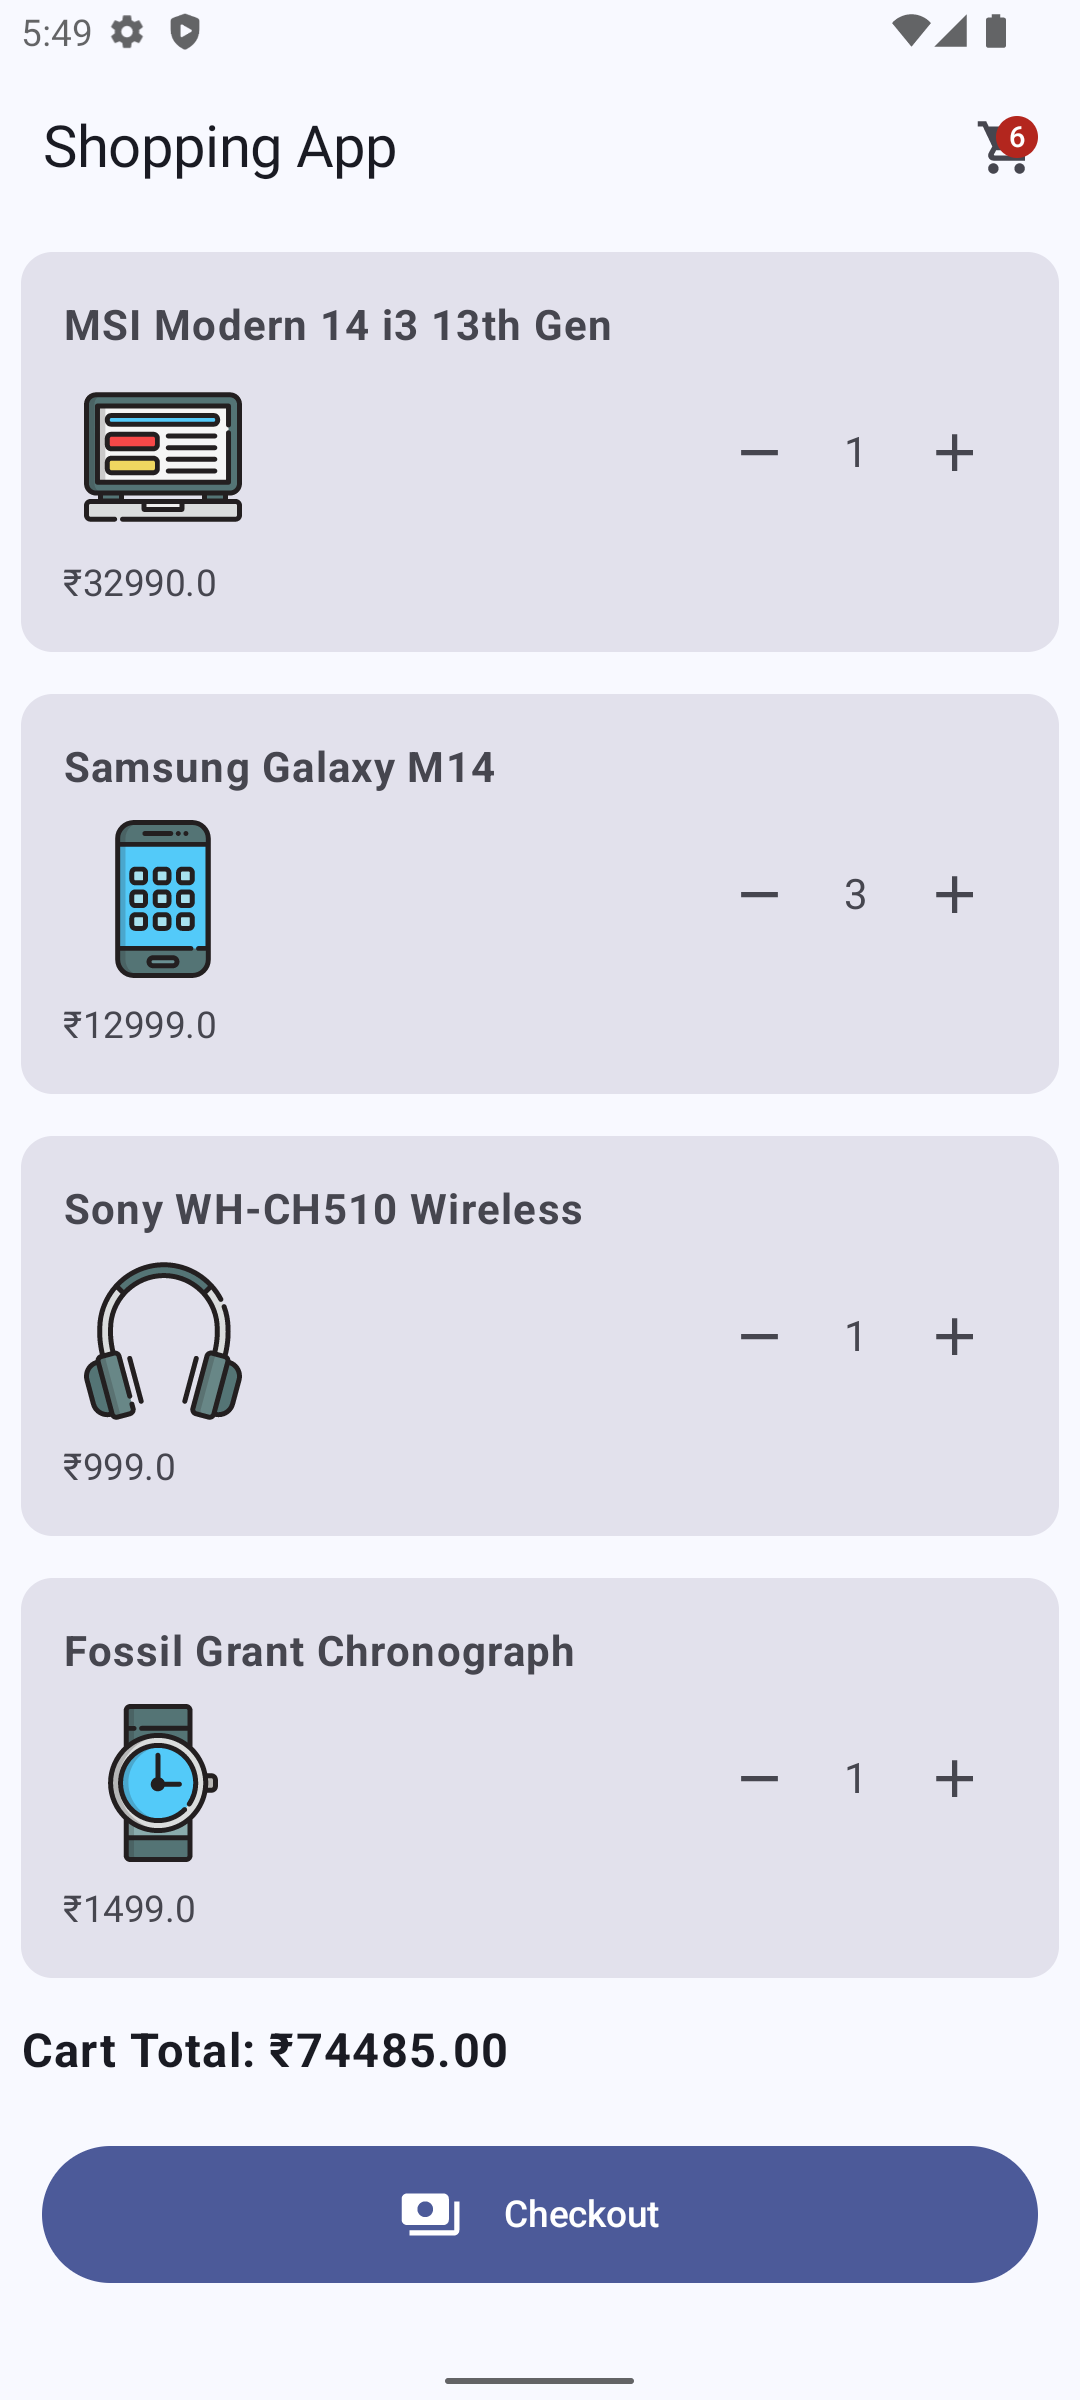 5:49
Shopping App
6
MSI Modern 14 i3 13th Gen
1
₹32990.0
Samsung Galaxy M14
3
₹12999.0
Sony WH-CH510 Wireless
1
₹999.0
Fossil Grant Chronograph
1
₹1499.0
Cart Total: ₹74485.00
Checkout